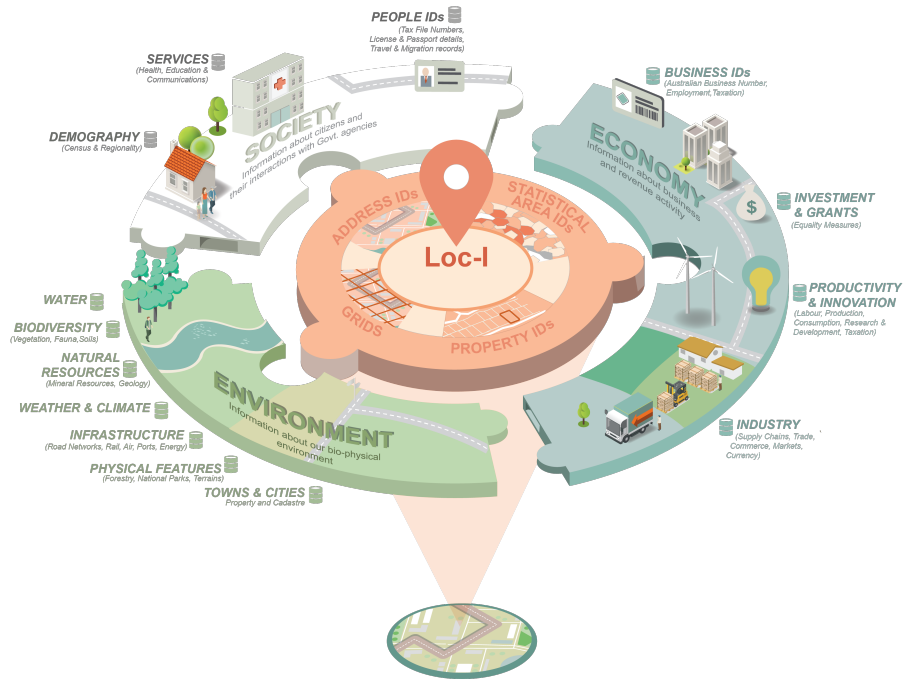 PEOPLE IDs
(Tax File Numbers,
License & Passport details,
Travel & Migration records)
SERVICES
(Health, Education &
Communications)
DEMOGRAPHY
(Census & Regionality)
SOCIETY
Information about citizens and
their interactions with Govt. agencies
BUSINESS IDs
(Australian Business Number,
Employment,Taxation)
ECONOMY
Information about business
and revenue activity
$
INVESTMENT
& GRANTS
(Equality Measures)
PRODUCTIVITY
& INNOVATION
(Labour, Production,
Consumption, Research &
Development, Taxation)
INDUSTRY
(Supply Chains, Trade,
Commerce, Markets,
Currency)
ADDRESS IDs
STATISTICAL
AREA IDs
Loc-I
GRIDS
PROPERTY IDs
WATER
BIODIVERSITY
(Vegetation, Fauna,Soils)
NATURAL
RESOURCES
(Mineral Resources, Geology)
WEATHER & CLIMATE
INFRASTRUCTURE
(Road Networks, Rail, Air, Ports, Energy)
PHYSICAL FEATURES
(Forestry, National Parks, Terrains)
TOWNS & CITIES
Property and Cadastre
ENVIRONMENT
Information about our bio-physical
environment